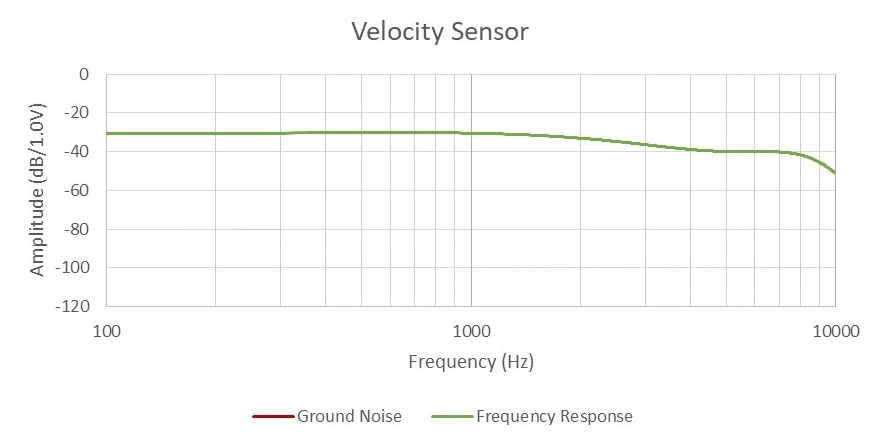 Velocity Sensor
Amplitude (dB/1.0V)
0
-20
-40
-60
-80
-100
-120
100 1000 10000
Frequency (Hz)
Ground Noise Frequency Response